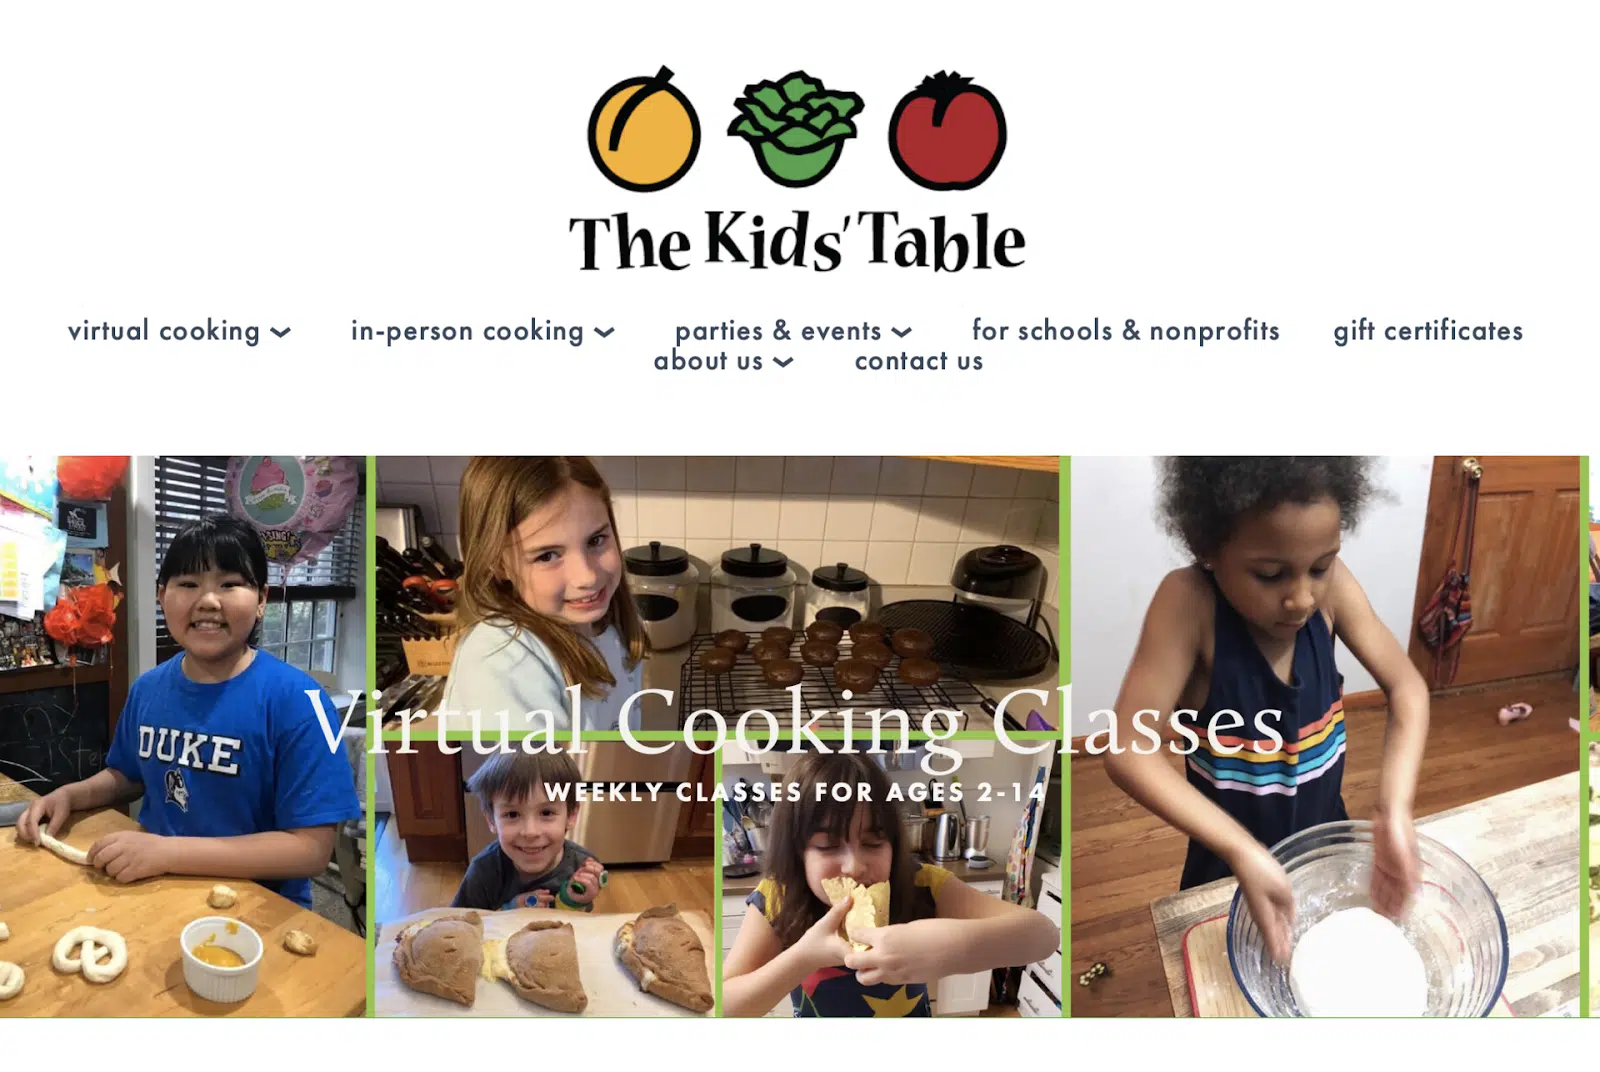 The Kids' Table
virtual cooking
in-person cooking
parties & events
for schools & nonprofits
gift certificates
about us
contact us
DUKE
Virtual Cooking Classes
WEEKLY CLASSES FOR AGES 2-14